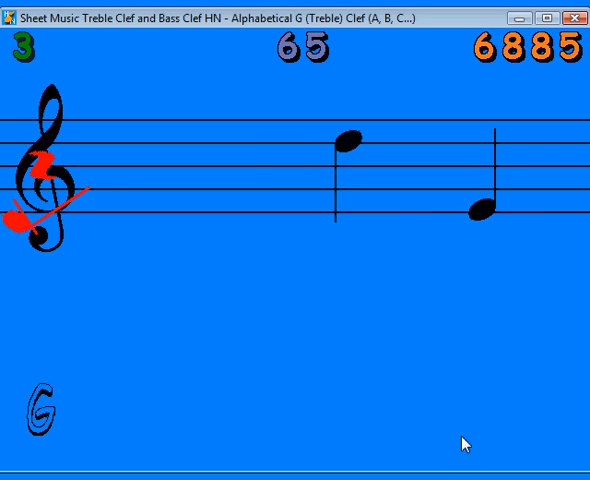 Sheet Music Treble Clef and Bass Clef HN - Alphabetical G (Treble) Clef (A, B, C...)
3 65 6885
G